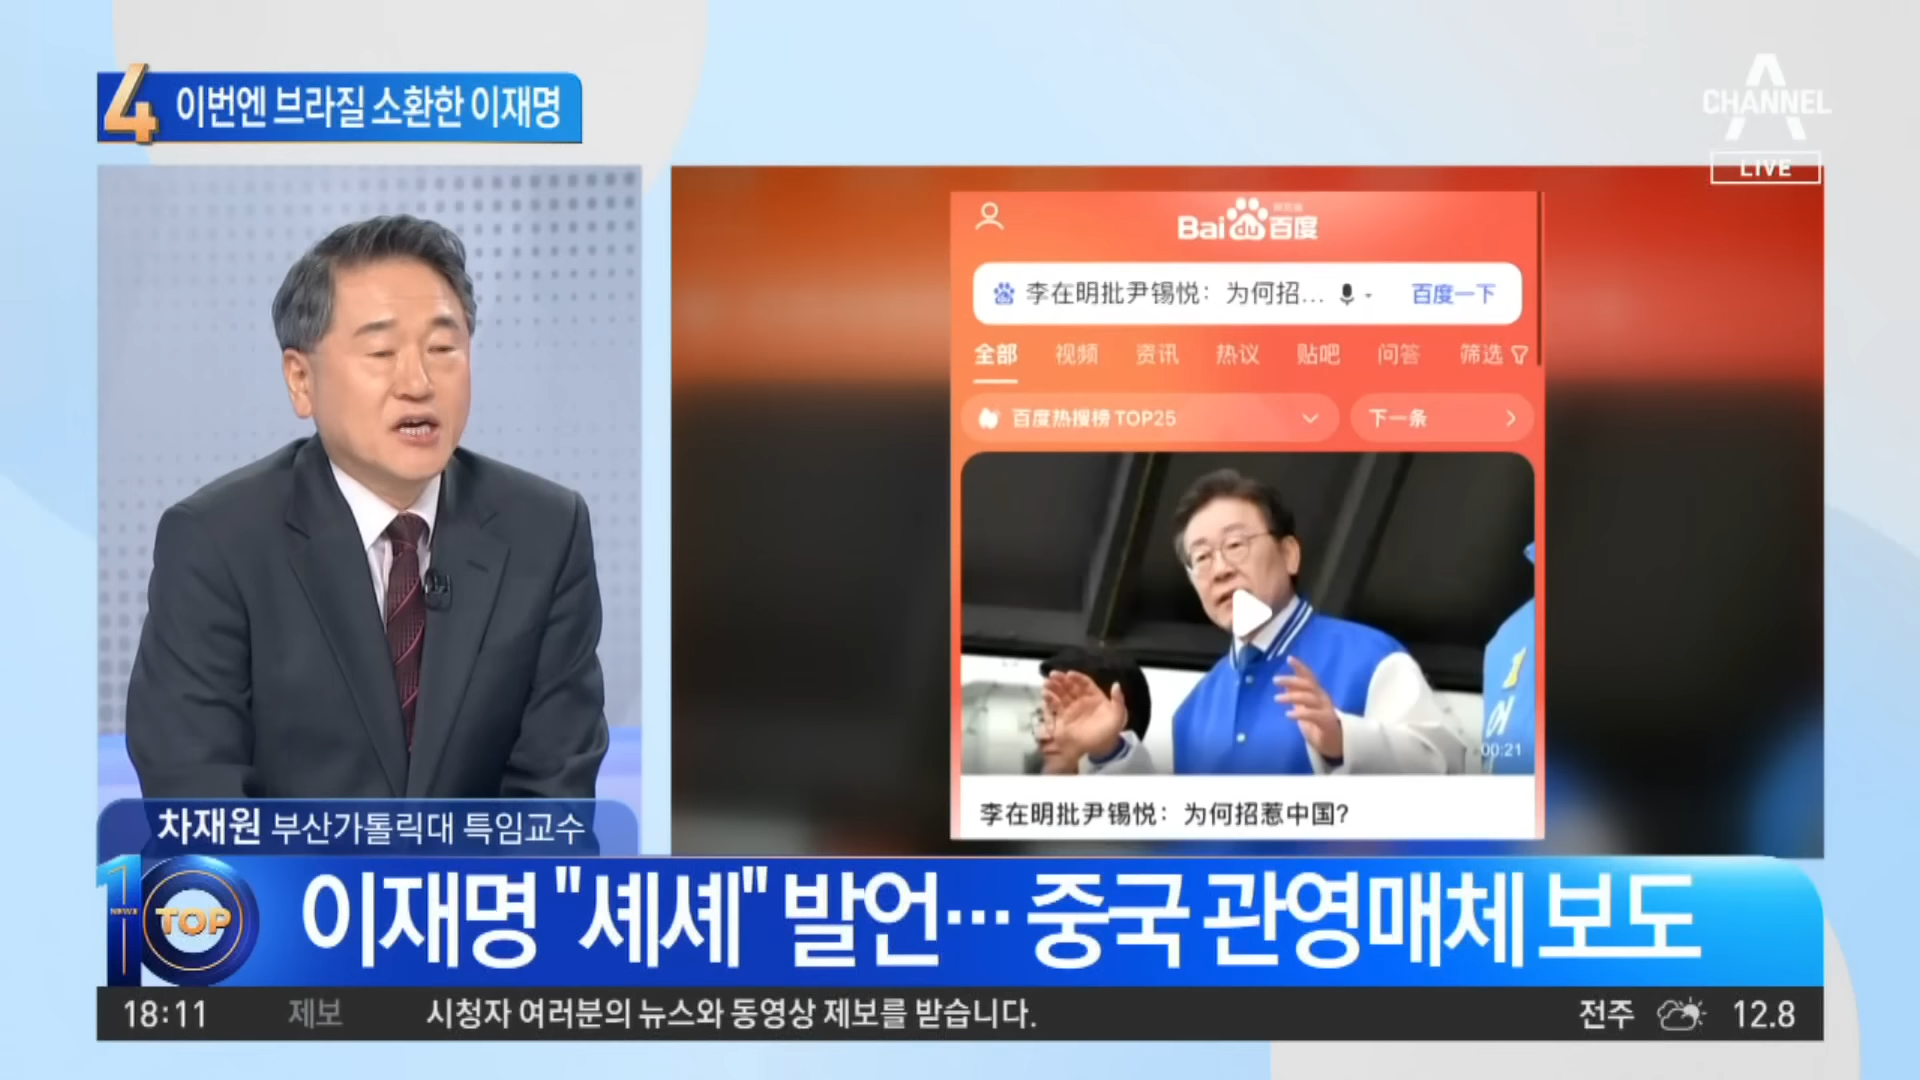 4 이번엔 브라질 소환한 이재명
CHANNEL A
LIVE
Bai du 百度
李在明批尹锡悦：为何招... 百度一下
全部 视频 资讯 热议 贴吧 问答 筛选
百度热搜榜 TOP25 下一条
1
어
00:21
李在明批尹锡悦：为何招惹中国?
차재원 부산가톨릭대 특임교수
10 NEWS TOP
이재명 "셰셰" 발언… 중국 관영매체 보도
18:11 제보 시청자 여러분의 뉴스와 동영상 제보를 받습니다. 전주 12.8